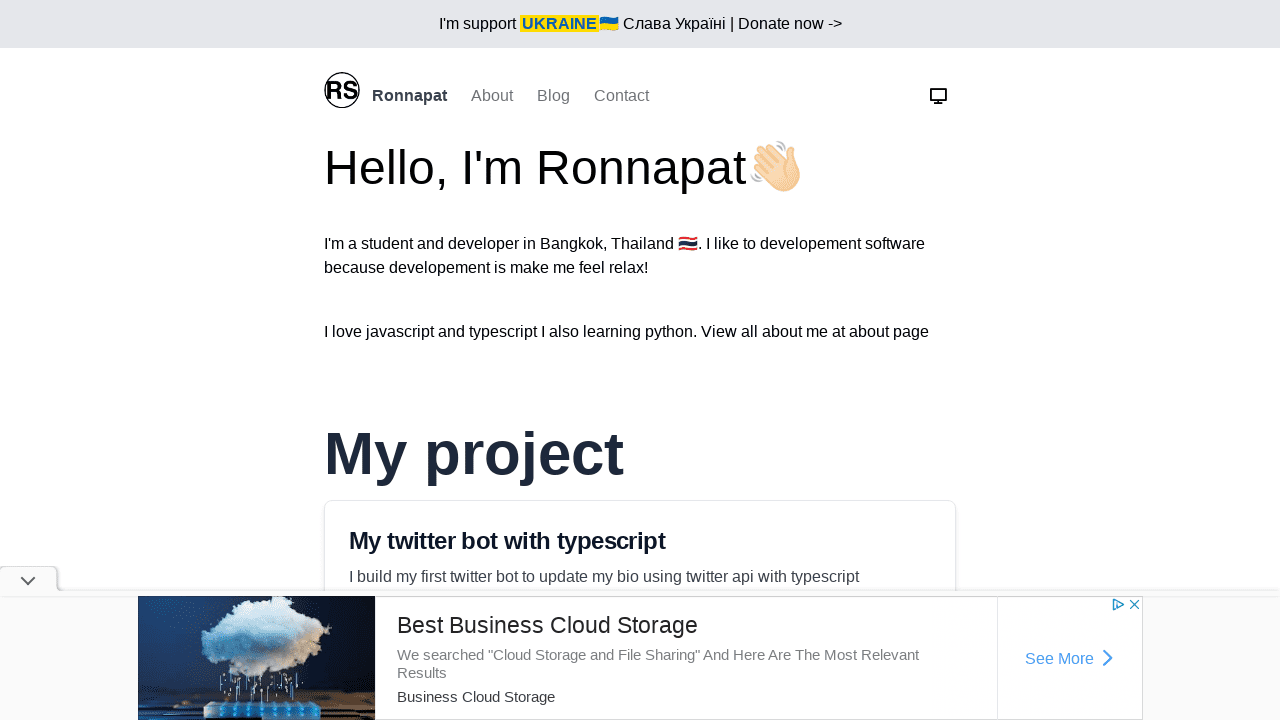 I'm support UKRAINE🇺🇦 Слава Україні | Donate now ->
RS Ronnapat About Blog Contact
Hello, I'm Ronnapat👋🏻
I'm a student and developer in Bangkok, Thailand 🇹🇭. I like to developement software
because developement is make me feel relax!
I love javascript and typescript I also learning python. View all about me at about page
My project
My twitter bot with typescript
I build my first twitter bot to update my bio using twitter api with typescript
Best Business Cloud Storage
We searched "Cloud Storage and File Sharing" And Here Are The Most Relevant
Results
Business Cloud Storage
See More